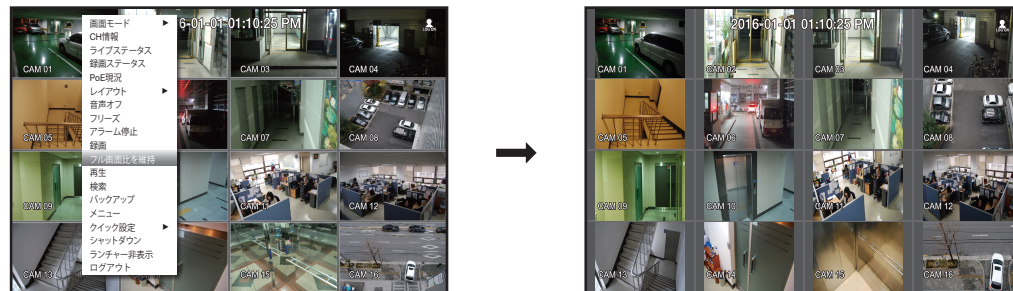 6-01-01 01:10:25 PM
LOG ON
画面モード
CH情報
ライブステータス
録画ステータス
PoE現況
レイアウト
音声オフ
フリーズ
アラーム停止
録画
フル画面比を維持
再生
検索
バックアップ
メニュー
クイック設定
シャットダウン
ランチャー非表示
ログアウト
CAM 01
CAM 03
CAM 04
CAM 05
CAM 07
CAM 08
CAM 09
CAM 11
CAM 12
CAM 13
CAM 15
CAM 16
2016-01-01 01:10:25 PM
CAM 01
CAM 02
CAM 03
CAM 04
CAM 05
CAM 06
CAM 07
CAM 08
CAM 09
CAM 10
CAM 11
CAM 12
CAM 13
CAM 14
CAM 15
CAM 16